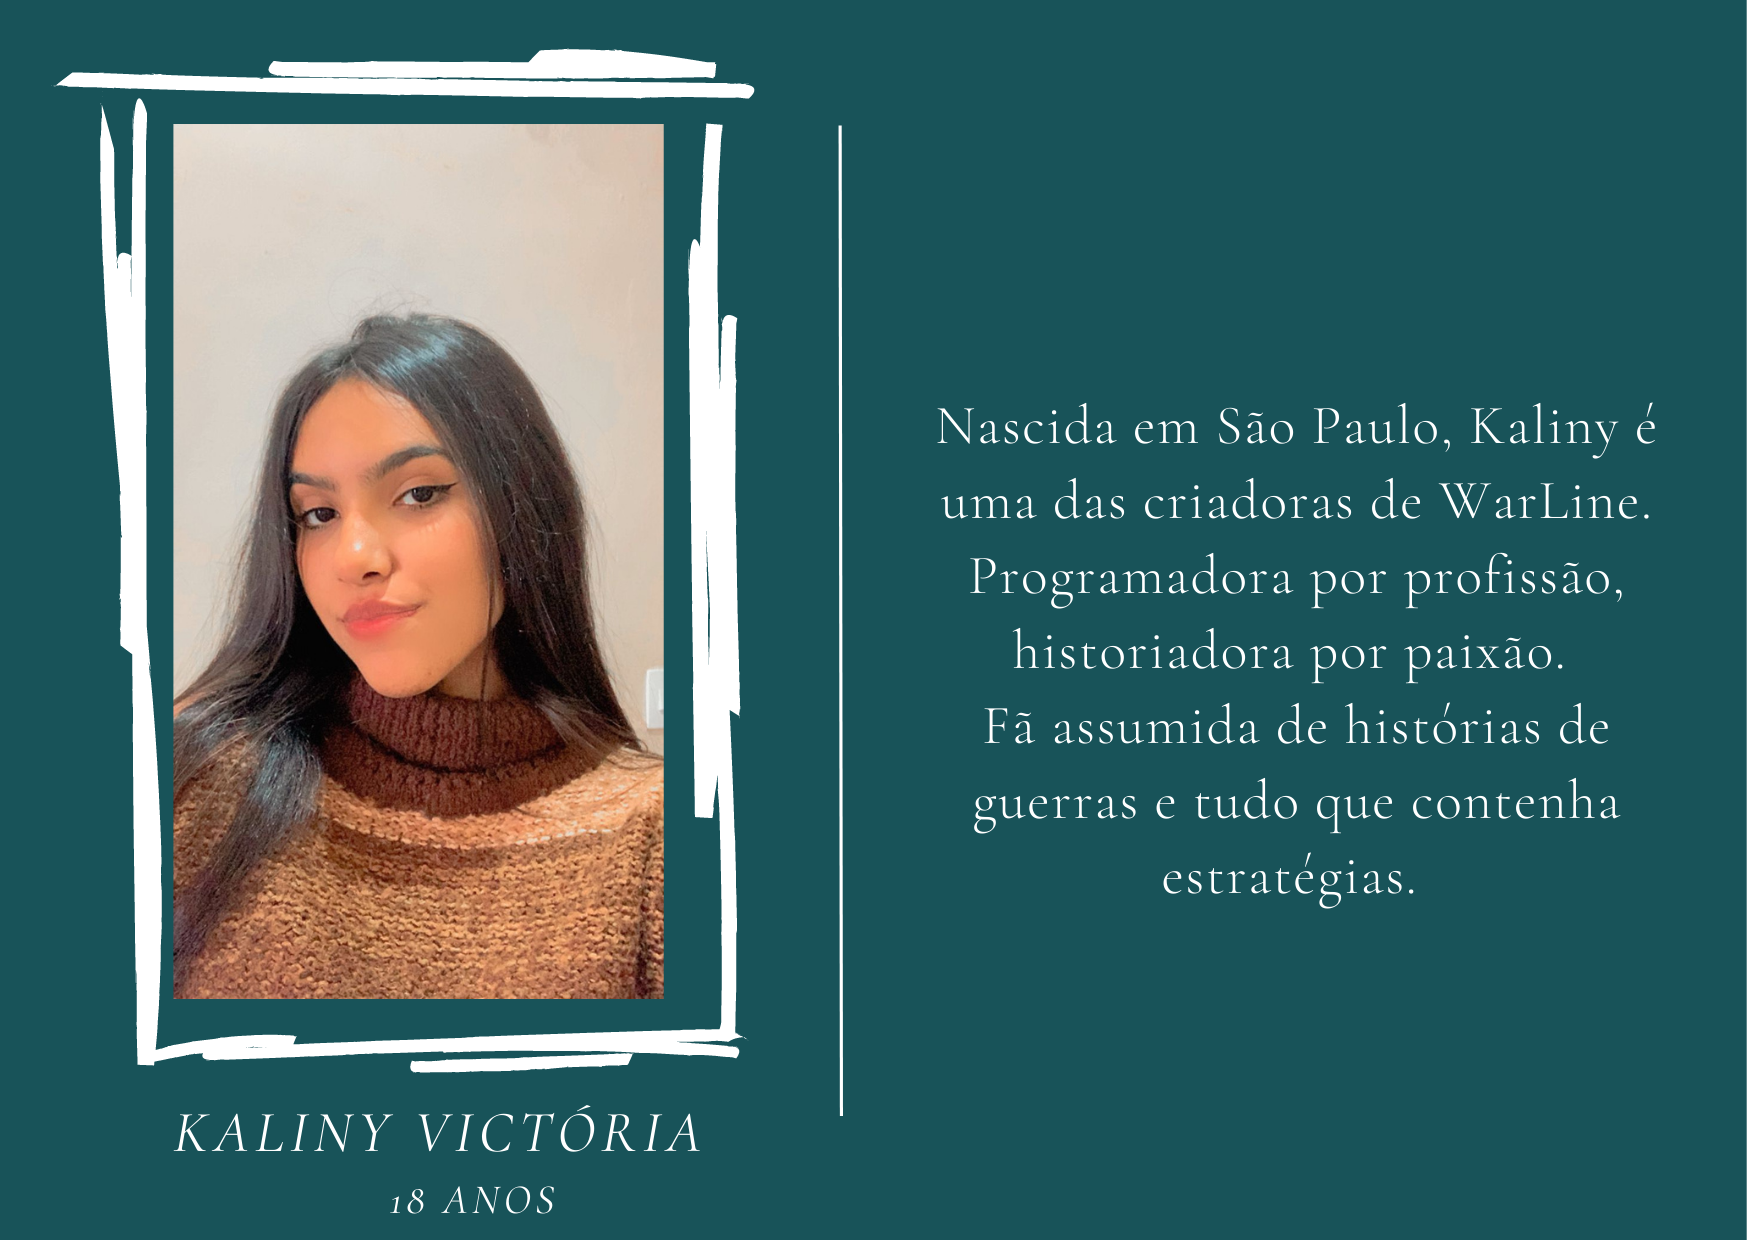 Nascida em São Paulo, Kaliny é
uma das criadoras de WarLine.
Programadora por profissão,
historiadora por paixão.
Fã assumida de histórias de
guerras e tudo que contenha
estratégias.
KALINY VICTÓRIA
18 ANOS